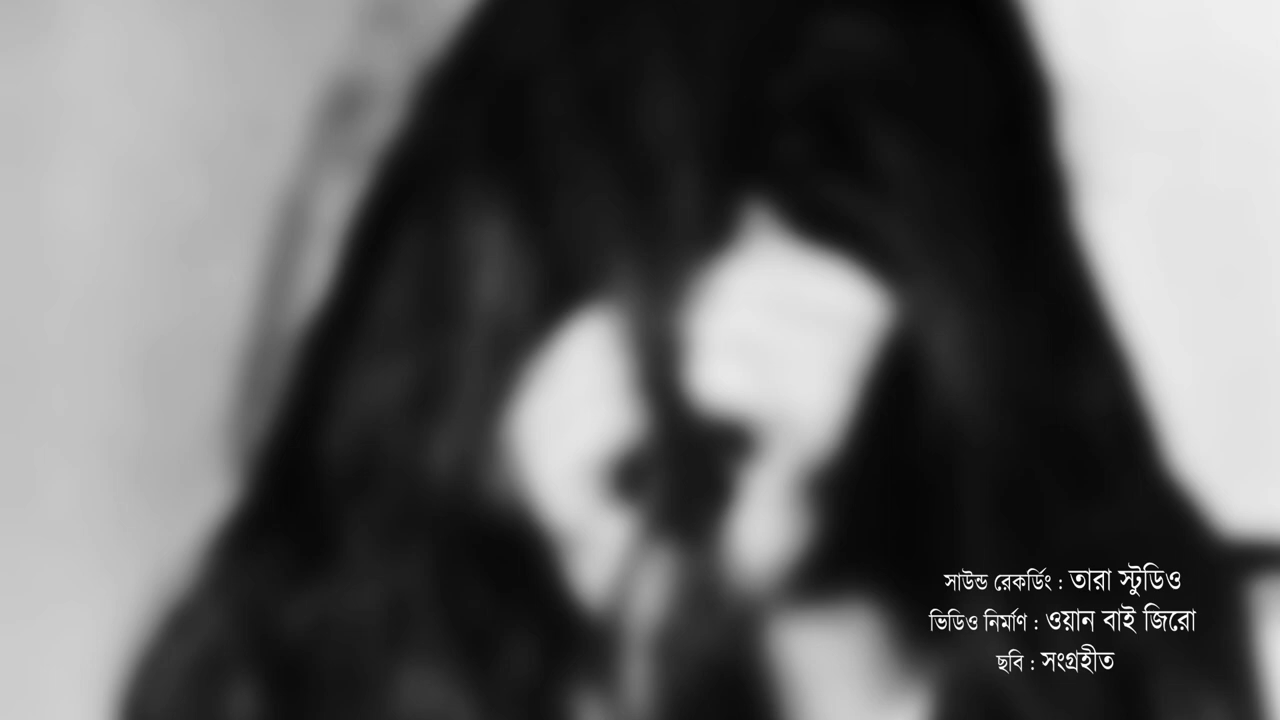 সাউন্ড রেকর্ডিং : তারা স্টুডিও
ভিডিও নির্মাণ : ওয়ান বাই জিরো
ছবি : সংগ্রহীত